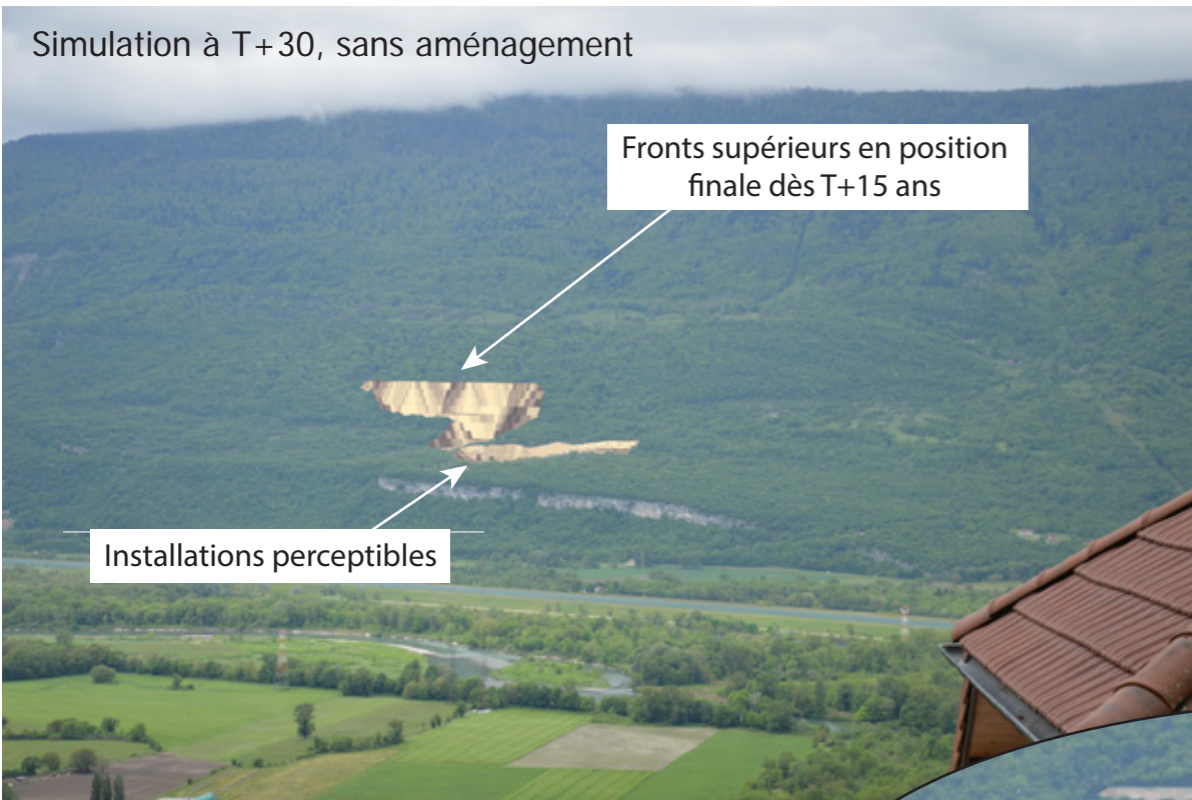 Simulation à T+30, sans aménagement
Fronts supérieurs en position
finale dès T+15 ans
Installations perceptibles